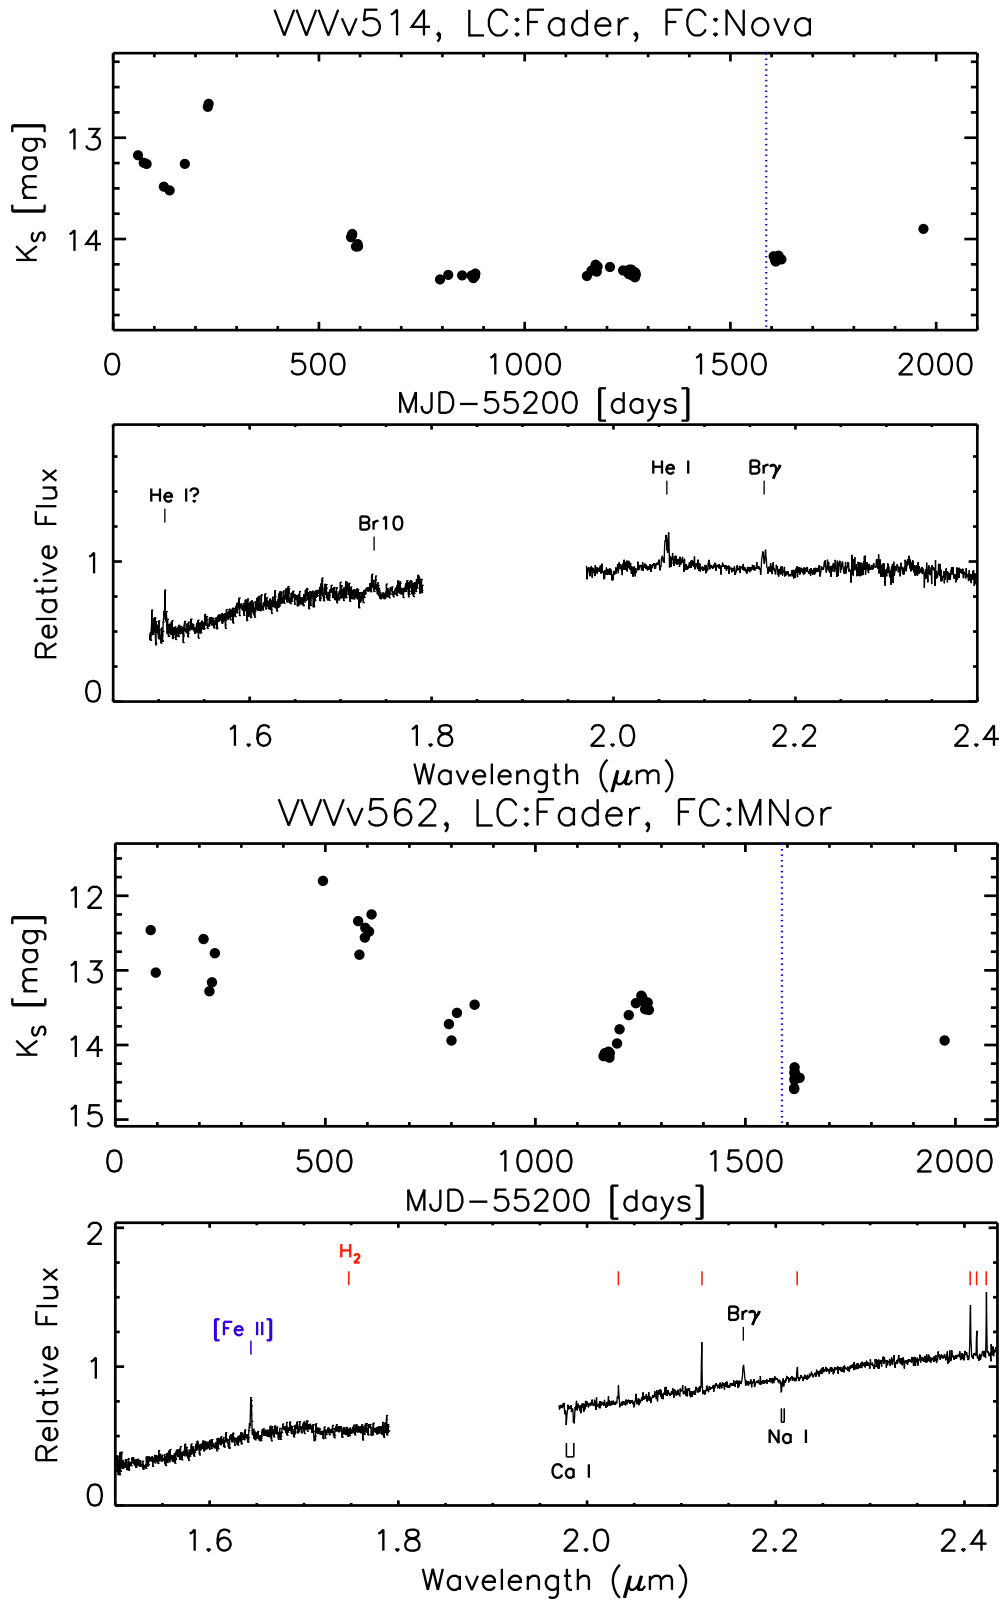 VVVv514, LC:Fader, FC:Nova
K_S [mag]
13
14
0 500 1000 1500 2000
MJD−55200 [days]
Relative Flux
1
0
He I?
Br10
He I
Brγ
1.6 1.8 2.0 2.2 2.4
Wavelength (μm)
VVVv562, LC:Fader, FC:MNor
K_S [mag]
12
13
14
15
0 500 1000 1500 2000
MJD−55200 [days]
Relative Flux
2
1
0
H₂
[Fe II]
Brγ
Na I
Ca I
1.6 1.8 2.0 2.2 2.4
Wavelength (μm)